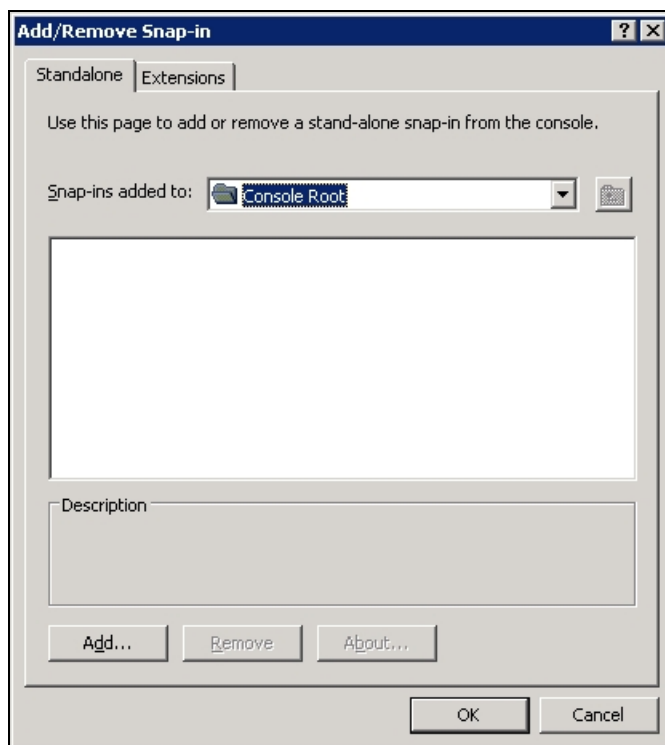 Add/Remove Snap-in
Standalone
Extensions
Use this page to add or remove a stand-alone snap-in from the console.
Snap-ins added to:
Console Root
Description
Add...
Remove
About...
OK
Cancel